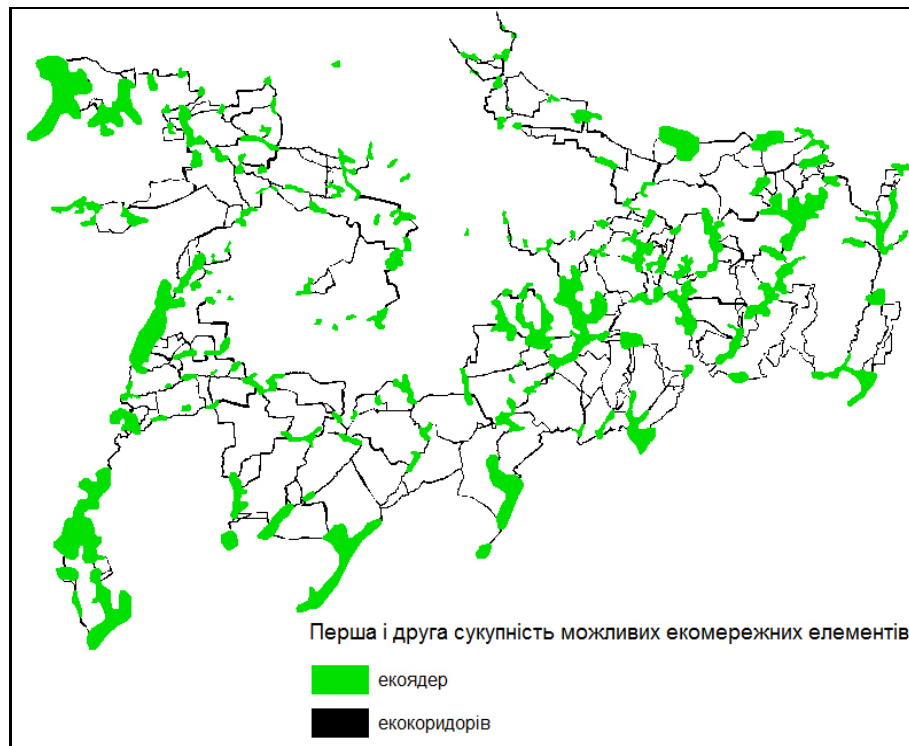 Перша і друга сукупність можливих екомережних елементів
екоядер
екокоридорів